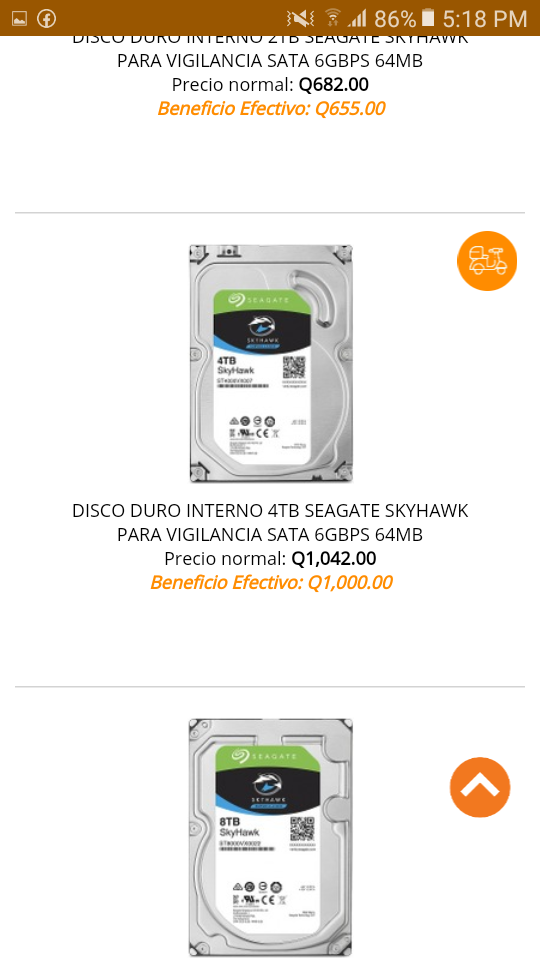 86% 5:18 PM
DISCO DURO INTERNO 2TB SEAGATE SKYHAWK
PARA VIGILANCIA SATA 6GBPS 64MB
Precio normal: Q682.00
Beneficio Efectivo: Q655.00
SEAGATE
SKYHAWK
4TB
SkyHawk
DISCO DURO INTERNO 4TB SEAGATE SKYHAWK
PARA VIGILANCIA SATA 6GBPS 64MB
Precio normal: Q1,042.00
Beneficio Efectivo: Q1,000.00
SEAGATE
SKYHAWK
8TB
SkyHawk